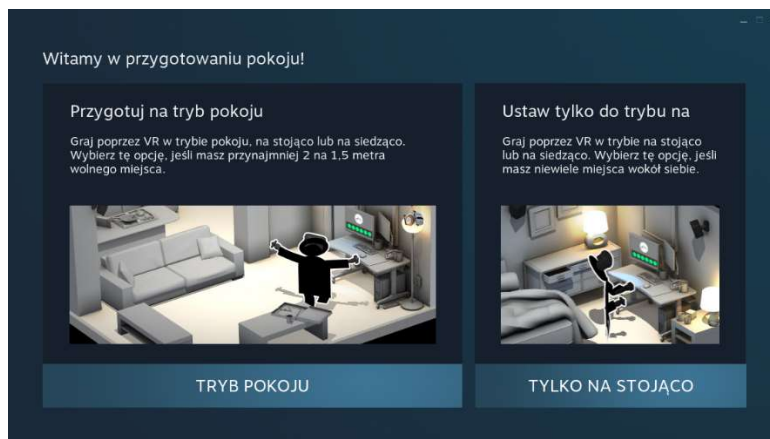 Witamy w przygotowaniu pokoju!
Przygotuj na tryb pokoju
Graj poprzez VR w trybie pokoju, na stojąco lub na siedząco.
Wybierz tę opcję, jeśli masz przynajmniej 2 na 1,5 metra
wolnego miejsca.
TRYB POKOJU
Ustaw tylko do trybu na
Graj poprzez VR w trybie na stojąco
lub na siedząco. Wybierz tę opcję, jeśli
masz niewiele miejsca wokół siebie.
TYLKO NA STOJĄCO